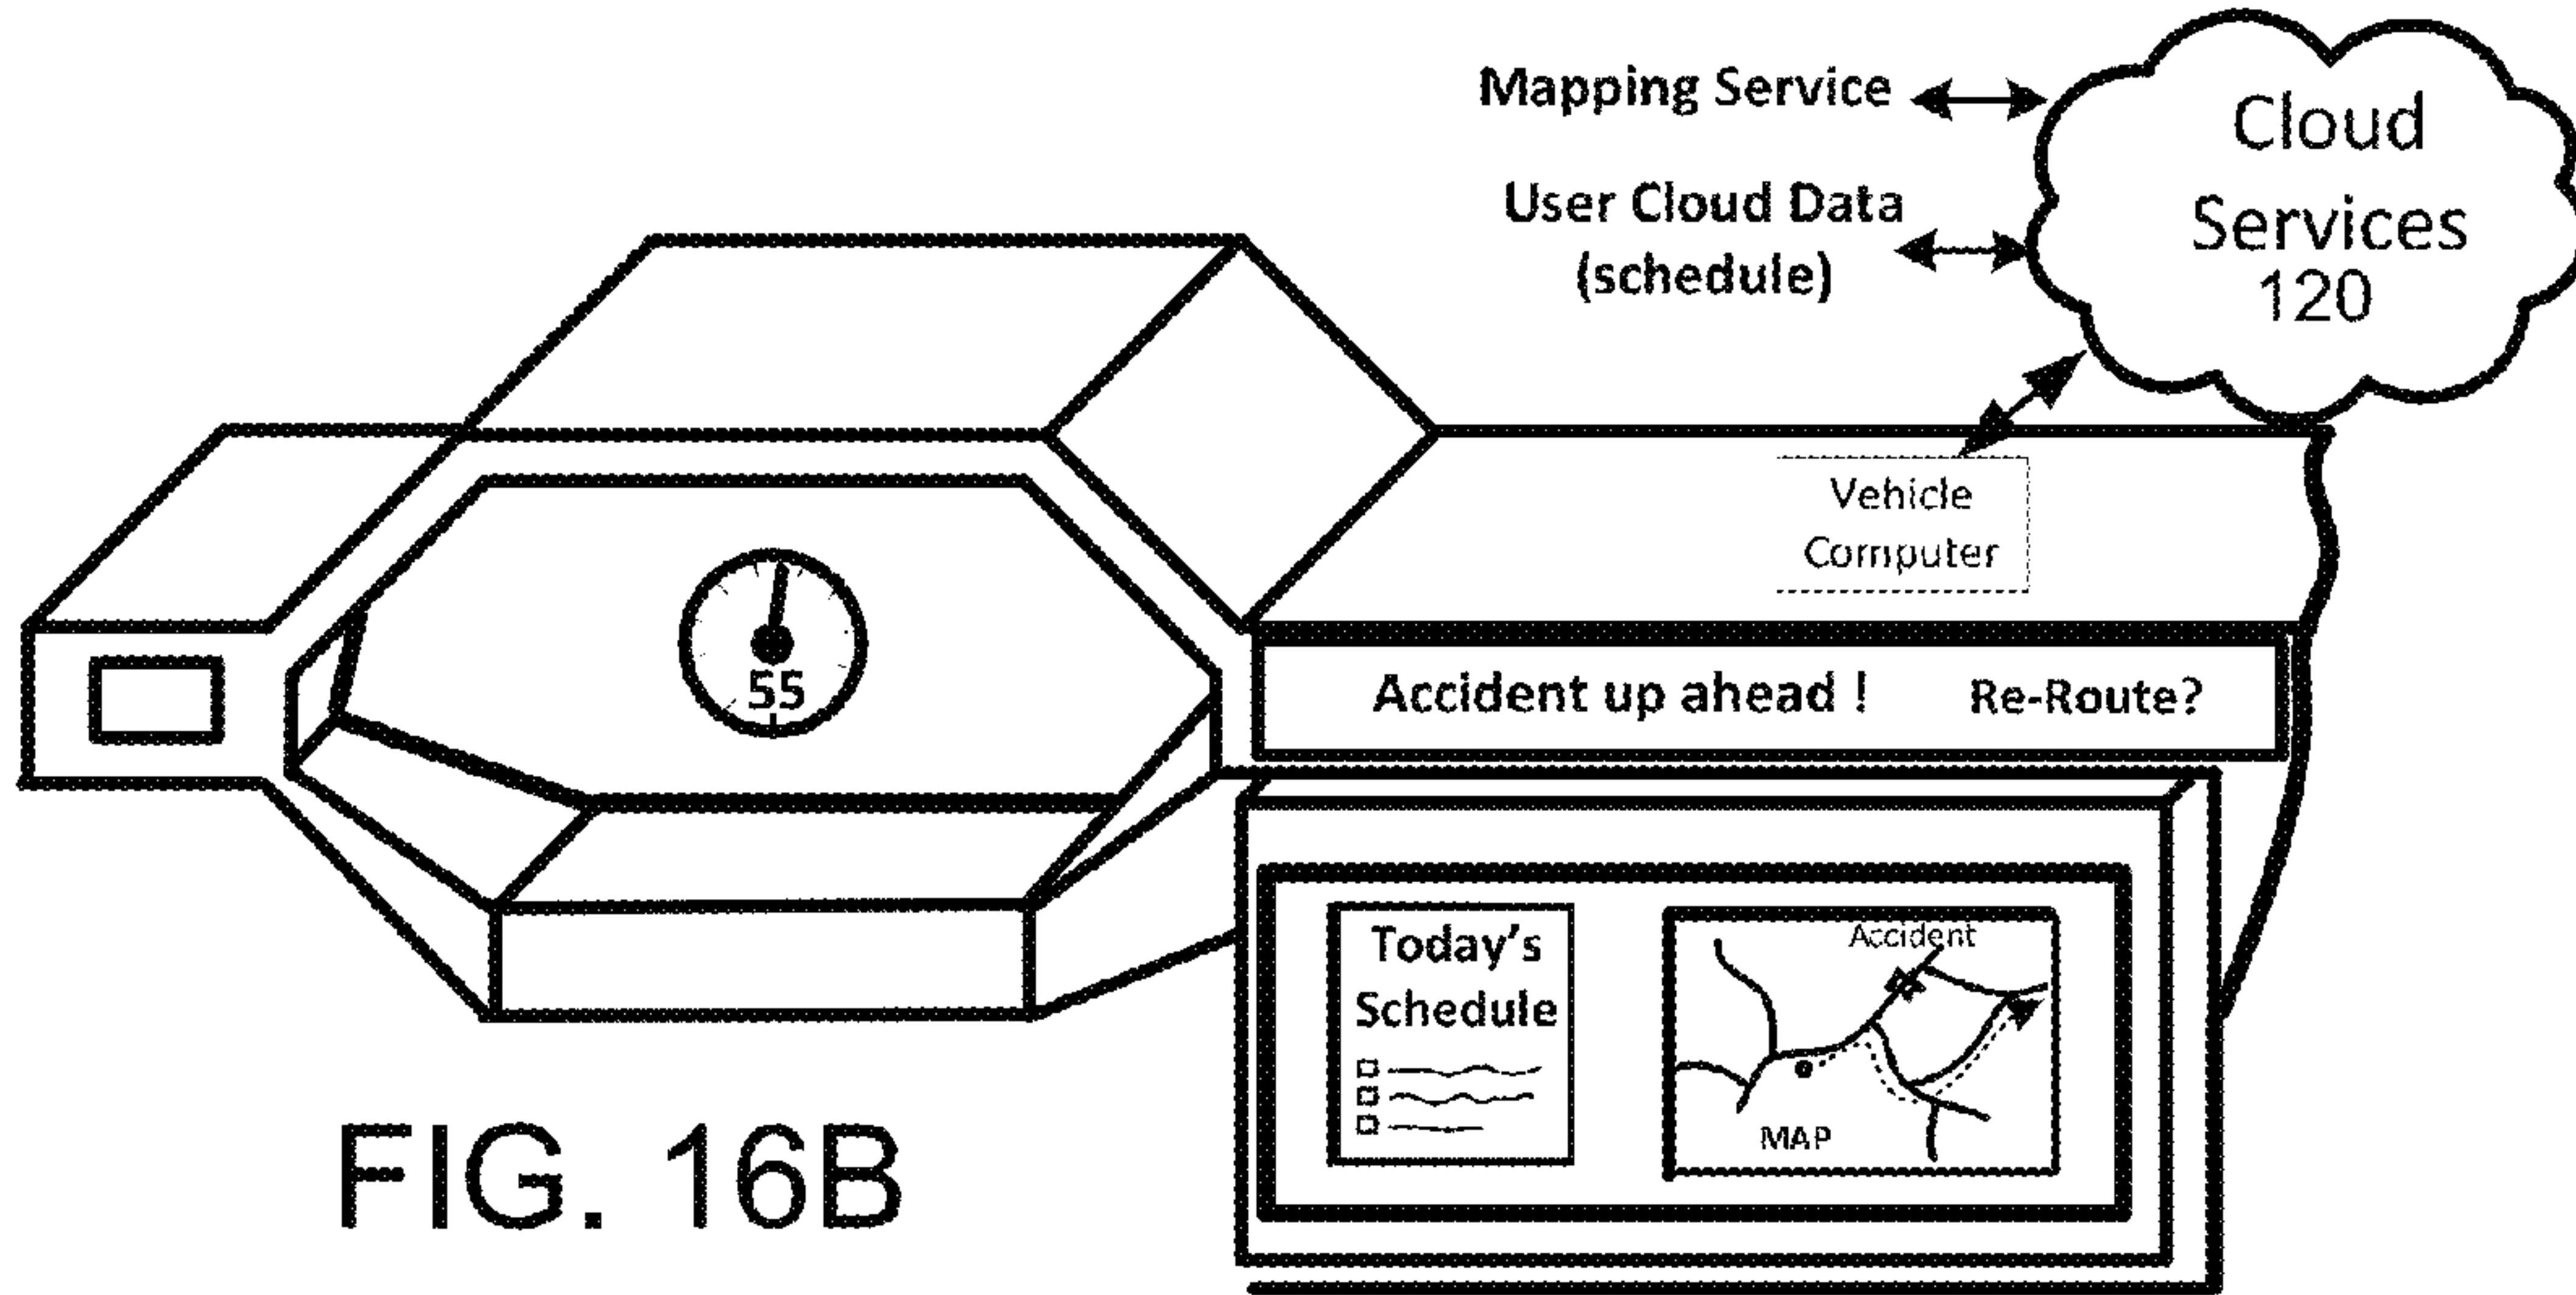 Mapping Service
User Cloud Data
(schedule)
Cloud
Services
120
Vehicle
Computer
55
Accident up ahead ! Re-Route?
Today's
Schedule
Accident
MAP
FIG. 16B